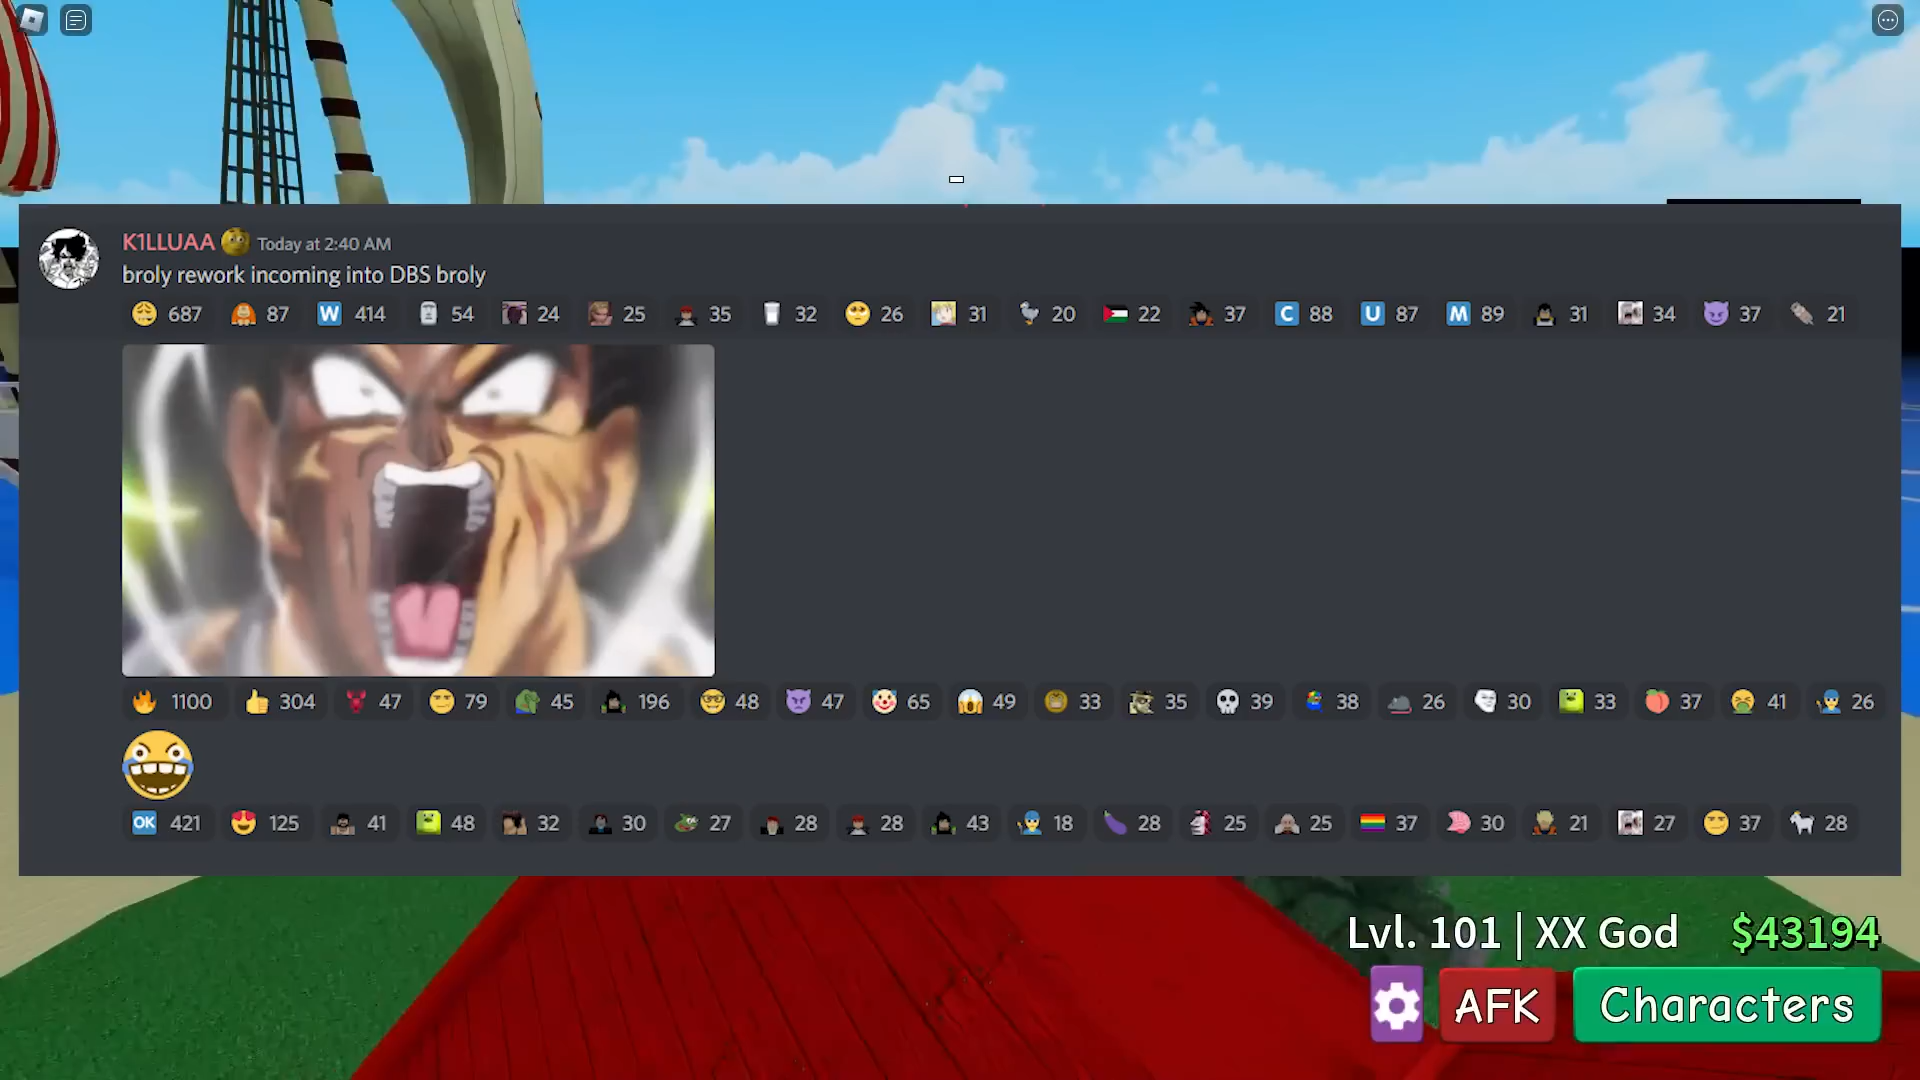 K1LLUAA Today at 2:40 AM
broly rework incoming into DBS broly
687 87 W 414 54 24 25 35 32 26 31 20 22 37 C 88 U 87 M 89 31 34 37 21
1100 304 47 79 45 196 48 47 65 49 33 35 39 38 26 30 33 37 41 26
OK 421 125 41 48 32 30 27 28 28 43 18 28 25 25 37 30 21 27 37 28
Lvl. 101 | XX God $43194
AFK Characters